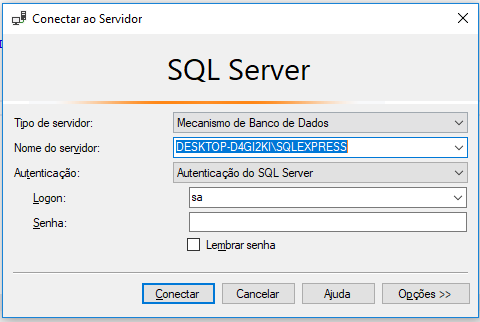 Conectar ao Servidor
SQL Server
Tipo de servidor: Mecanismo de Banco de Dados
Nome do servidor: DESKTOP-D4GI2KI\SQLEXPRESS
Autenticação: Autenticação do SQL Server
Logon: sa
Senha:
Lembrar senha
Conectar Cancelar Ajuda Opções >>